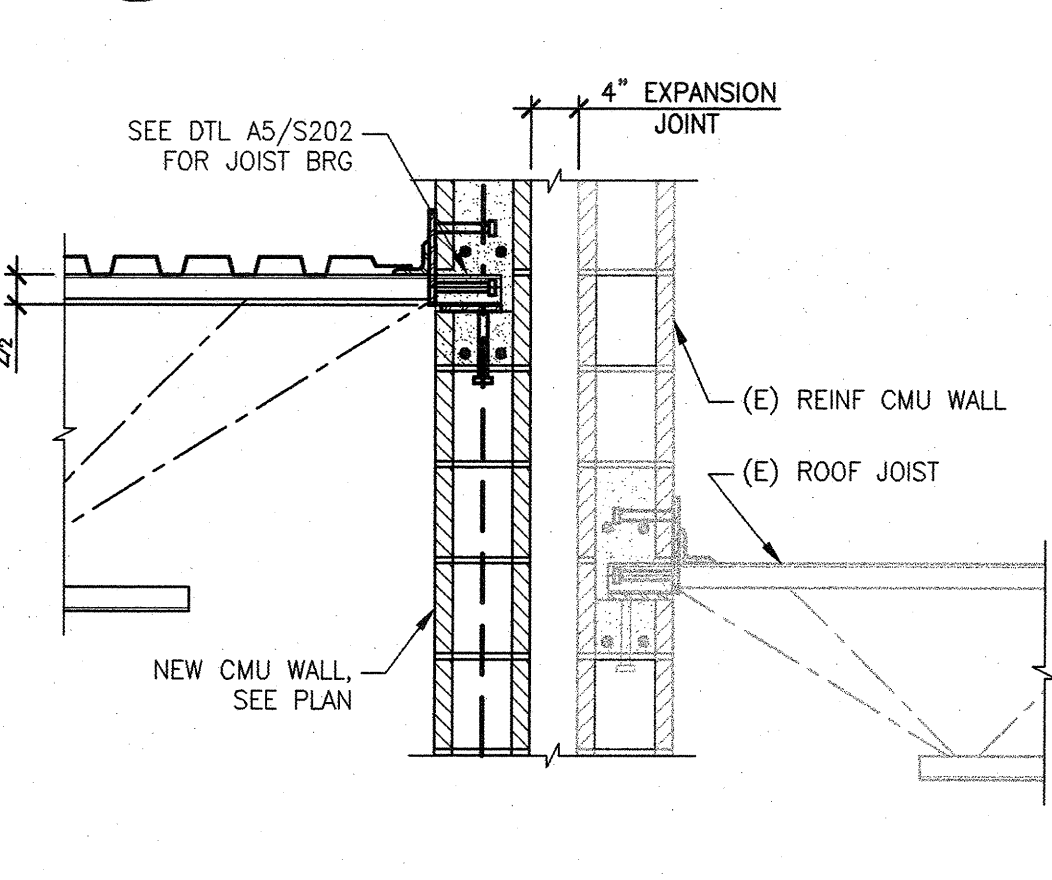 4" EXPANSION
JOINT
SEE DTL A5/S202
FOR JOIST BRG
(E) REINF CMU WALL
(E) ROOF JOIST
NEW CMU WALL,
SEE PLAN